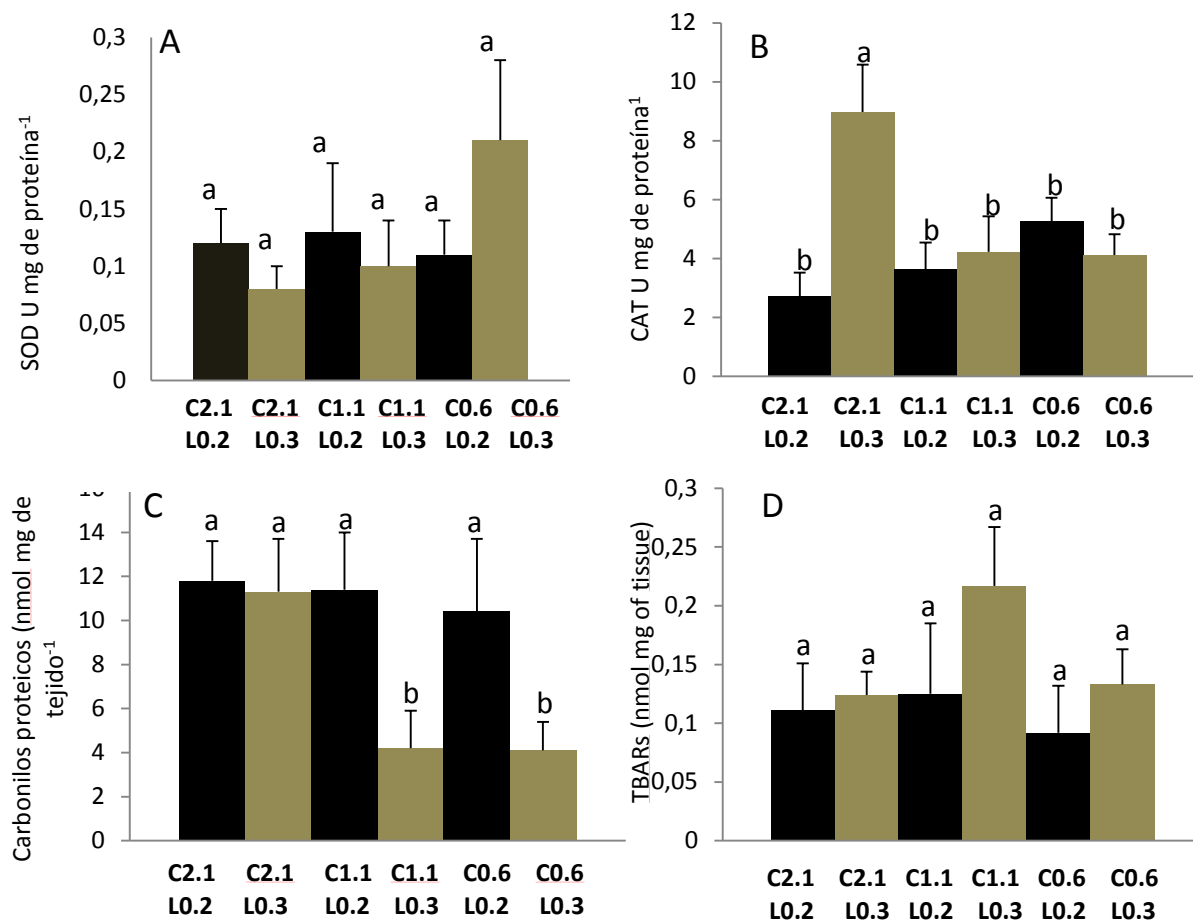 A
SOD U mg de proteína-1
0,3
0,25
0,2
0,15
0,1
0,05
0
a
a
a
a
a
a
C2.1 C2.1 C1.1 C1.1 C0.6 C0.6
L0.2 L0.3 L0.2 L0.3 L0.2 L0.3
B
CAT U mg de proteína1
12
10
8
6
4
2
0
b
a
b
b
b
b
C2.1 C2.1 C1.1 C1.1 C0.6 C0.6
L0.2 L0.3 L0.2 L0.3 L0.2 L0.3
C
Carbonilos proteicos (nmol mg de
tejido-1
16
14
12
10
8
6
4
2
0
a
a
a
b
a
b
C2.1 C2.1 C1.1 C1.1 C0.6 C0.6
L0.2 L0.3 L0.2 L0.3 L0.2 L0.3
D
TBARs (nmol mg of tissue)
0,3
0,25
0,2
0,15
0,1
0,05
0
a
a
a
a
a
a
C2.1 C2.1 C1.1 C1.1 C0.6 C0.6
L0.2 L0.3 L0.2 L0.3 L0.2 L0.3